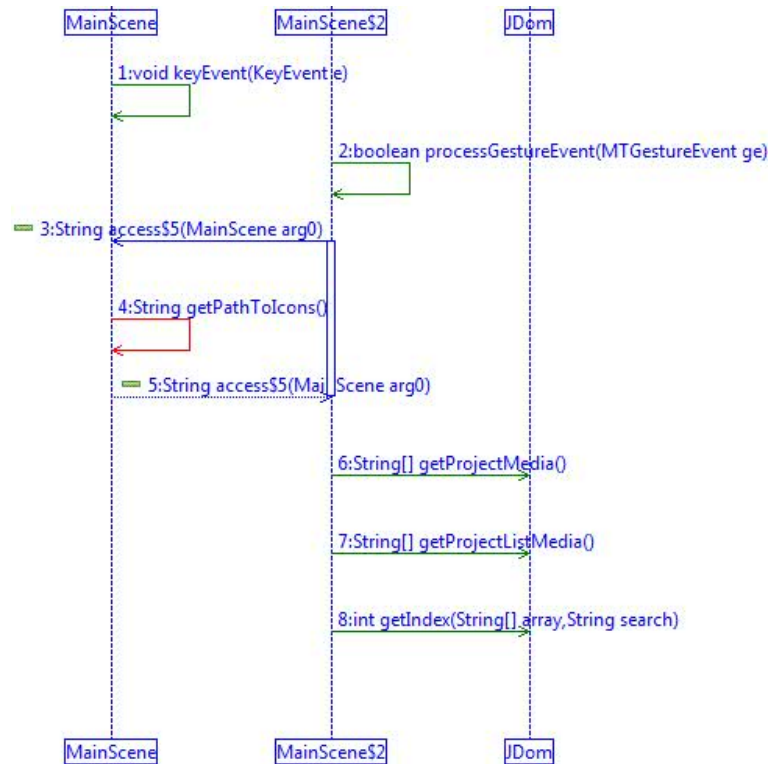 MainScene
MainScene$2
JDom
1:void keyEvent(KeyEvent e)
2:boolean processGestureEvent(MTGestureEvent ge)
3:String access$5(MainScene arg0)
4:String getPathToIcons()
5:String access$5(MainScene arg0)
6:String[] getProjectMedia()
7:String[] getProjectListMedia()
8:int getIndex(String[] array,String search)
MainScene
MainScene$2
JDom